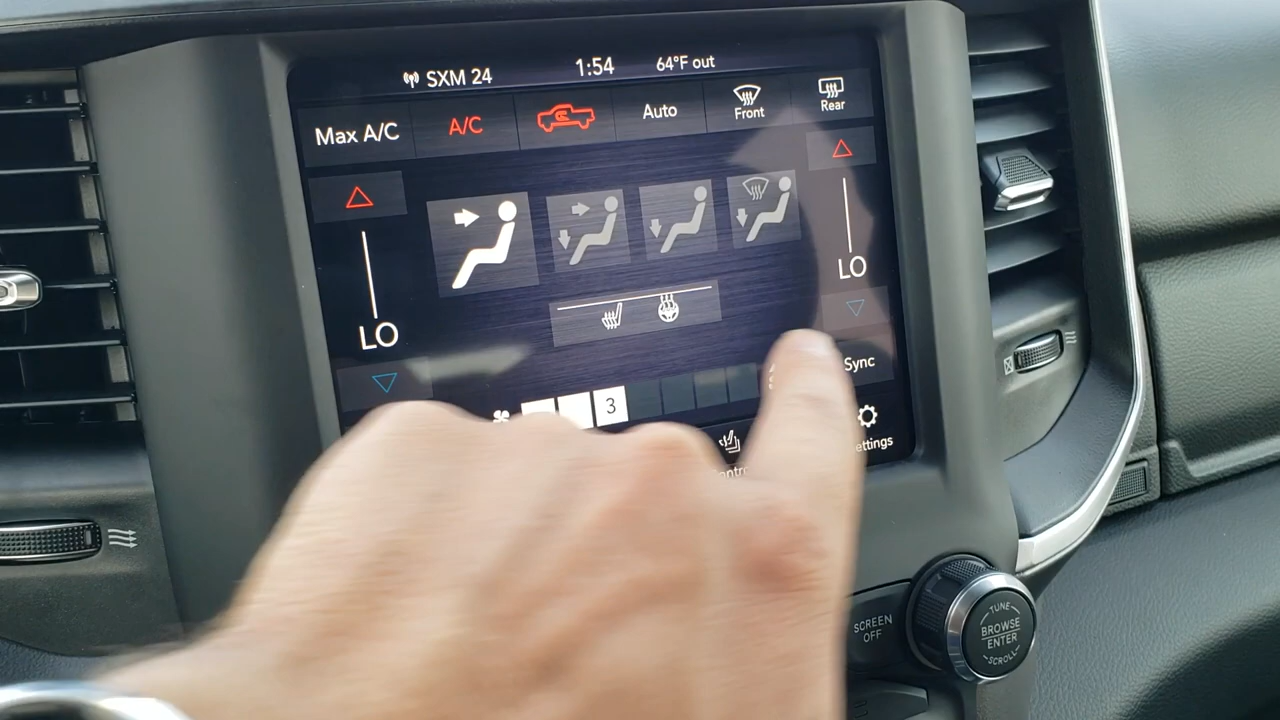 SXM 24 1:54 64°F out
Max A/C A/C Auto Front Rear
LO LO
Sync
3
ettings
SCREEN
OFF
TUNE
BROWSE
ENTER
SCROLL